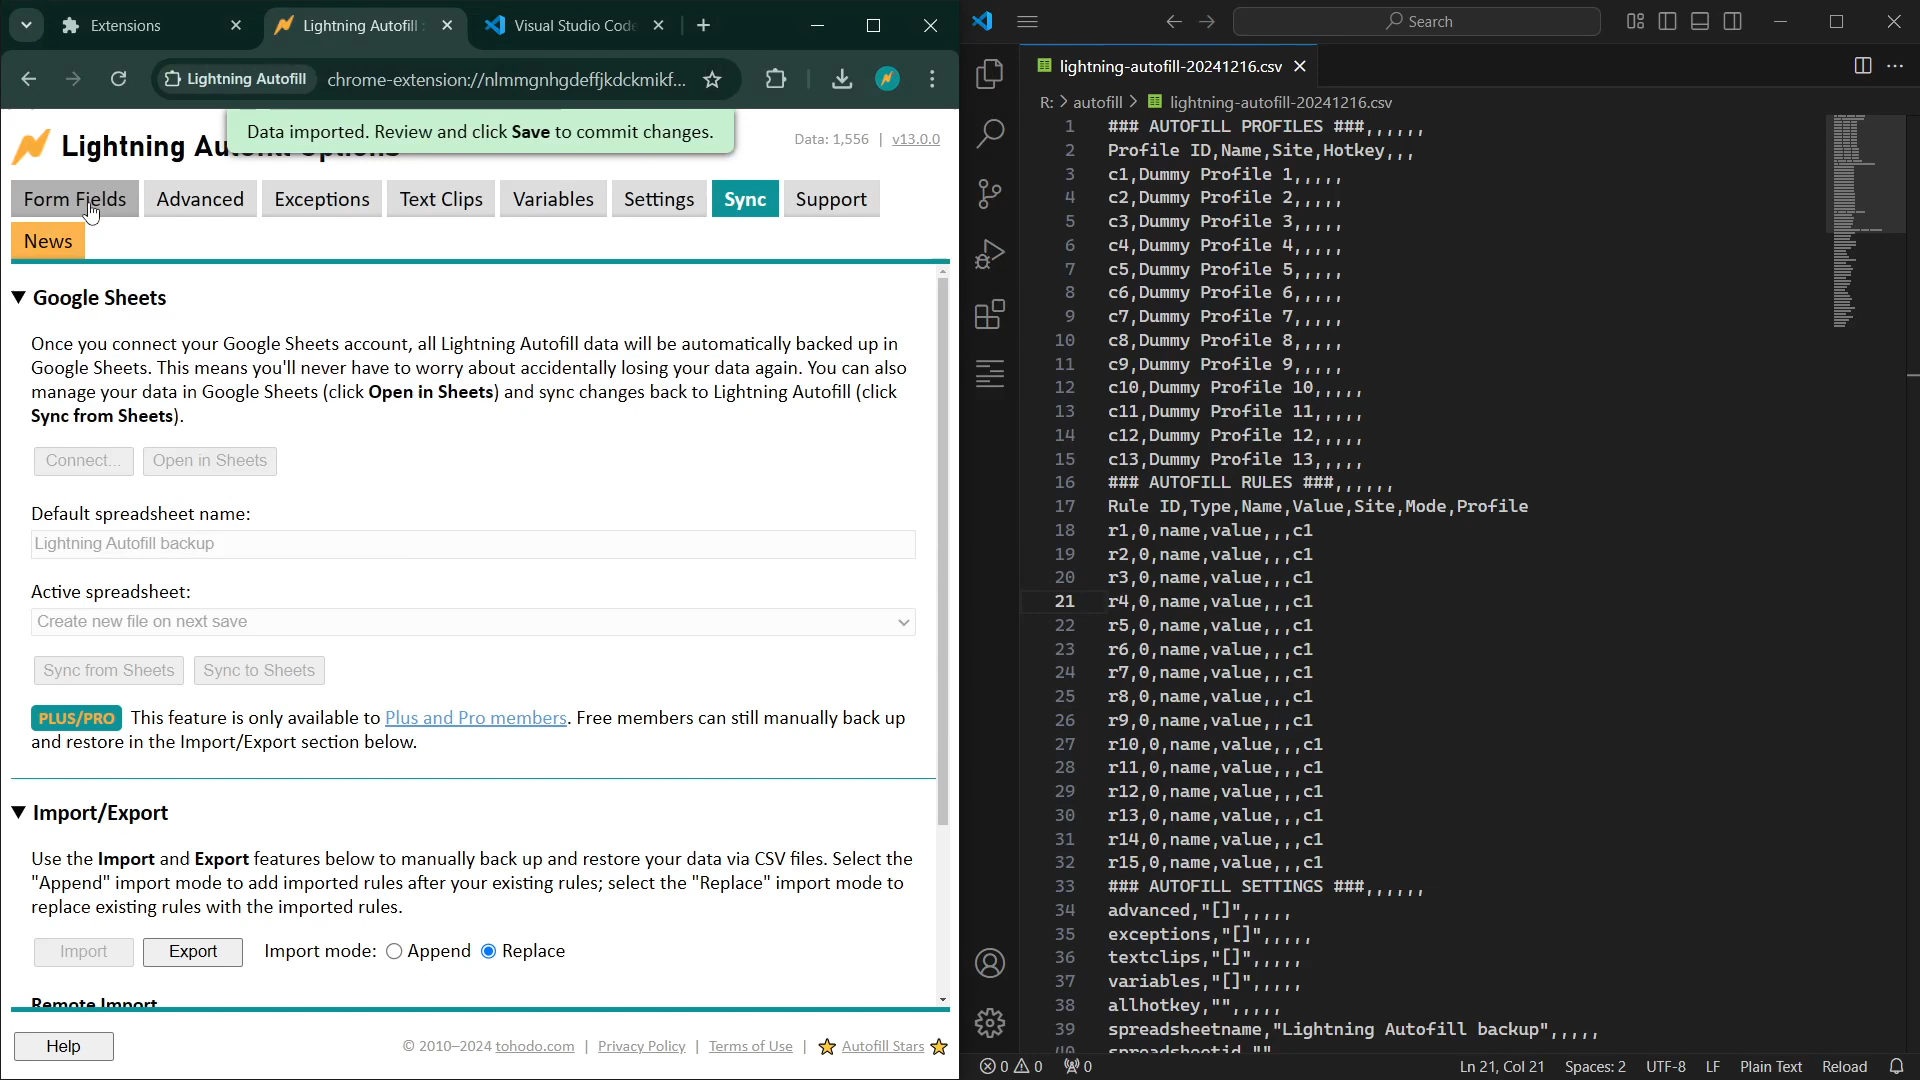 Extensions
Lightning Autofill
Visual Studio Code
Lightning Autofill
chrome-extension://nlmmgnhgdeffjkdckmikf...
Data imported. Review and click Save to commit changes.
Lightning Autofill Options
Data: 1,556 | v13.0.0
Form Fields
Advanced
Exceptions
Text Clips
Variables
Settings
Sync
Support
News
Google Sheets
Once you connect your Google Sheets account, all Lightning Autofill data will be automatically backed up in
Google Sheets. This means you'll never have to worry about accidentally losing your data again. You can also
manage your data in Google Sheets (click Open in Sheets) and sync changes back to Lightning Autofill (click
Sync from Sheets).
Connect... Open in Sheets
Default spreadsheet name:
Lightning Autofill backup
Active spreadsheet:
Create new file on next save
Sync from Sheets Sync to Sheets
PLUS/PRO This feature is only available to Plus and Pro members. Free members can still manually back up
and restore in the Import/Export section below.
Import/Export
Use the Import and Export features below to manually back up and restore your data via CSV files. Select the
"Append" import mode to add imported rules after your existing rules; select the "Replace" import mode to
replace existing rules with the imported rules.
Import Export Import mode: Append Replace
Remote Import
Help
© 2010–2024 tohodo.com | Privacy Policy | Terms of Use | Autofill Stars
Search
lightning-autofill-20241216.csv
R: > autofill > lightning-autofill-20241216.csv
1 ### AUTOFILL PROFILES ###,,,,,,
2 Profile ID,Name,Site,Hotkey,,,
3 c1,Dummy Profile 1,,,,,
4 c2,Dummy Profile 2,,,,,
5 c3,Dummy Profile 3,,,,,
6 c4,Dummy Profile 4,,,,,
7 c5,Dummy Profile 5,,,,,
8 c6,Dummy Profile 6,,,,,
9 c7,Dummy Profile 7,,,,,
10 c8,Dummy Profile 8,,,,,
11 c9,Dummy Profile 9,,,,,
12 c10,Dummy Profile 10,,,,,
13 c11,Dummy Profile 11,,,,,
14 c12,Dummy Profile 12,,,,,
15 c13,Dummy Profile 13,,,,,
16 ### AUTOFILL RULES ###,,,,,,
17 Rule ID,Type,Name,Value,Site,Mode,Profile
18 r1,0,name,value,,,c1
19 r2,0,name,value,,,c1
20 r3,0,name,value,,,c1
21 r4,0,name,value,,,c1
22 r5,0,name,value,,,c1
23 r6,0,name,value,,,c1
24 r7,0,name,value,,,c1
25 r8,0,name,value,,,c1
26 r9,0,name,value,,,c1
27 r10,0,name,value,,,c1
28 r11,0,name,value,,,c1
29 r12,0,name,value,,,c1
30 r13,0,name,value,,,c1
31 r14,0,name,value,,,c1
32 r15,0,name,value,,,c1
33 ### AUTOFILL SETTINGS ###,,,,,,
34 advanced,"[]",,,,,
35 exceptions,"[]",,,,,
36 textclips,"[]",,,,,
37 variables,"[]",,,,,
38 allhotkey,"",,,,,
39 spreadsheetname,"Lightning Autofill backup",,,,,
40 spreadsheetid,""
0 0 0
Ln 21, Col 21 Spaces: 2 UTF-8 LF Plain Text Reload